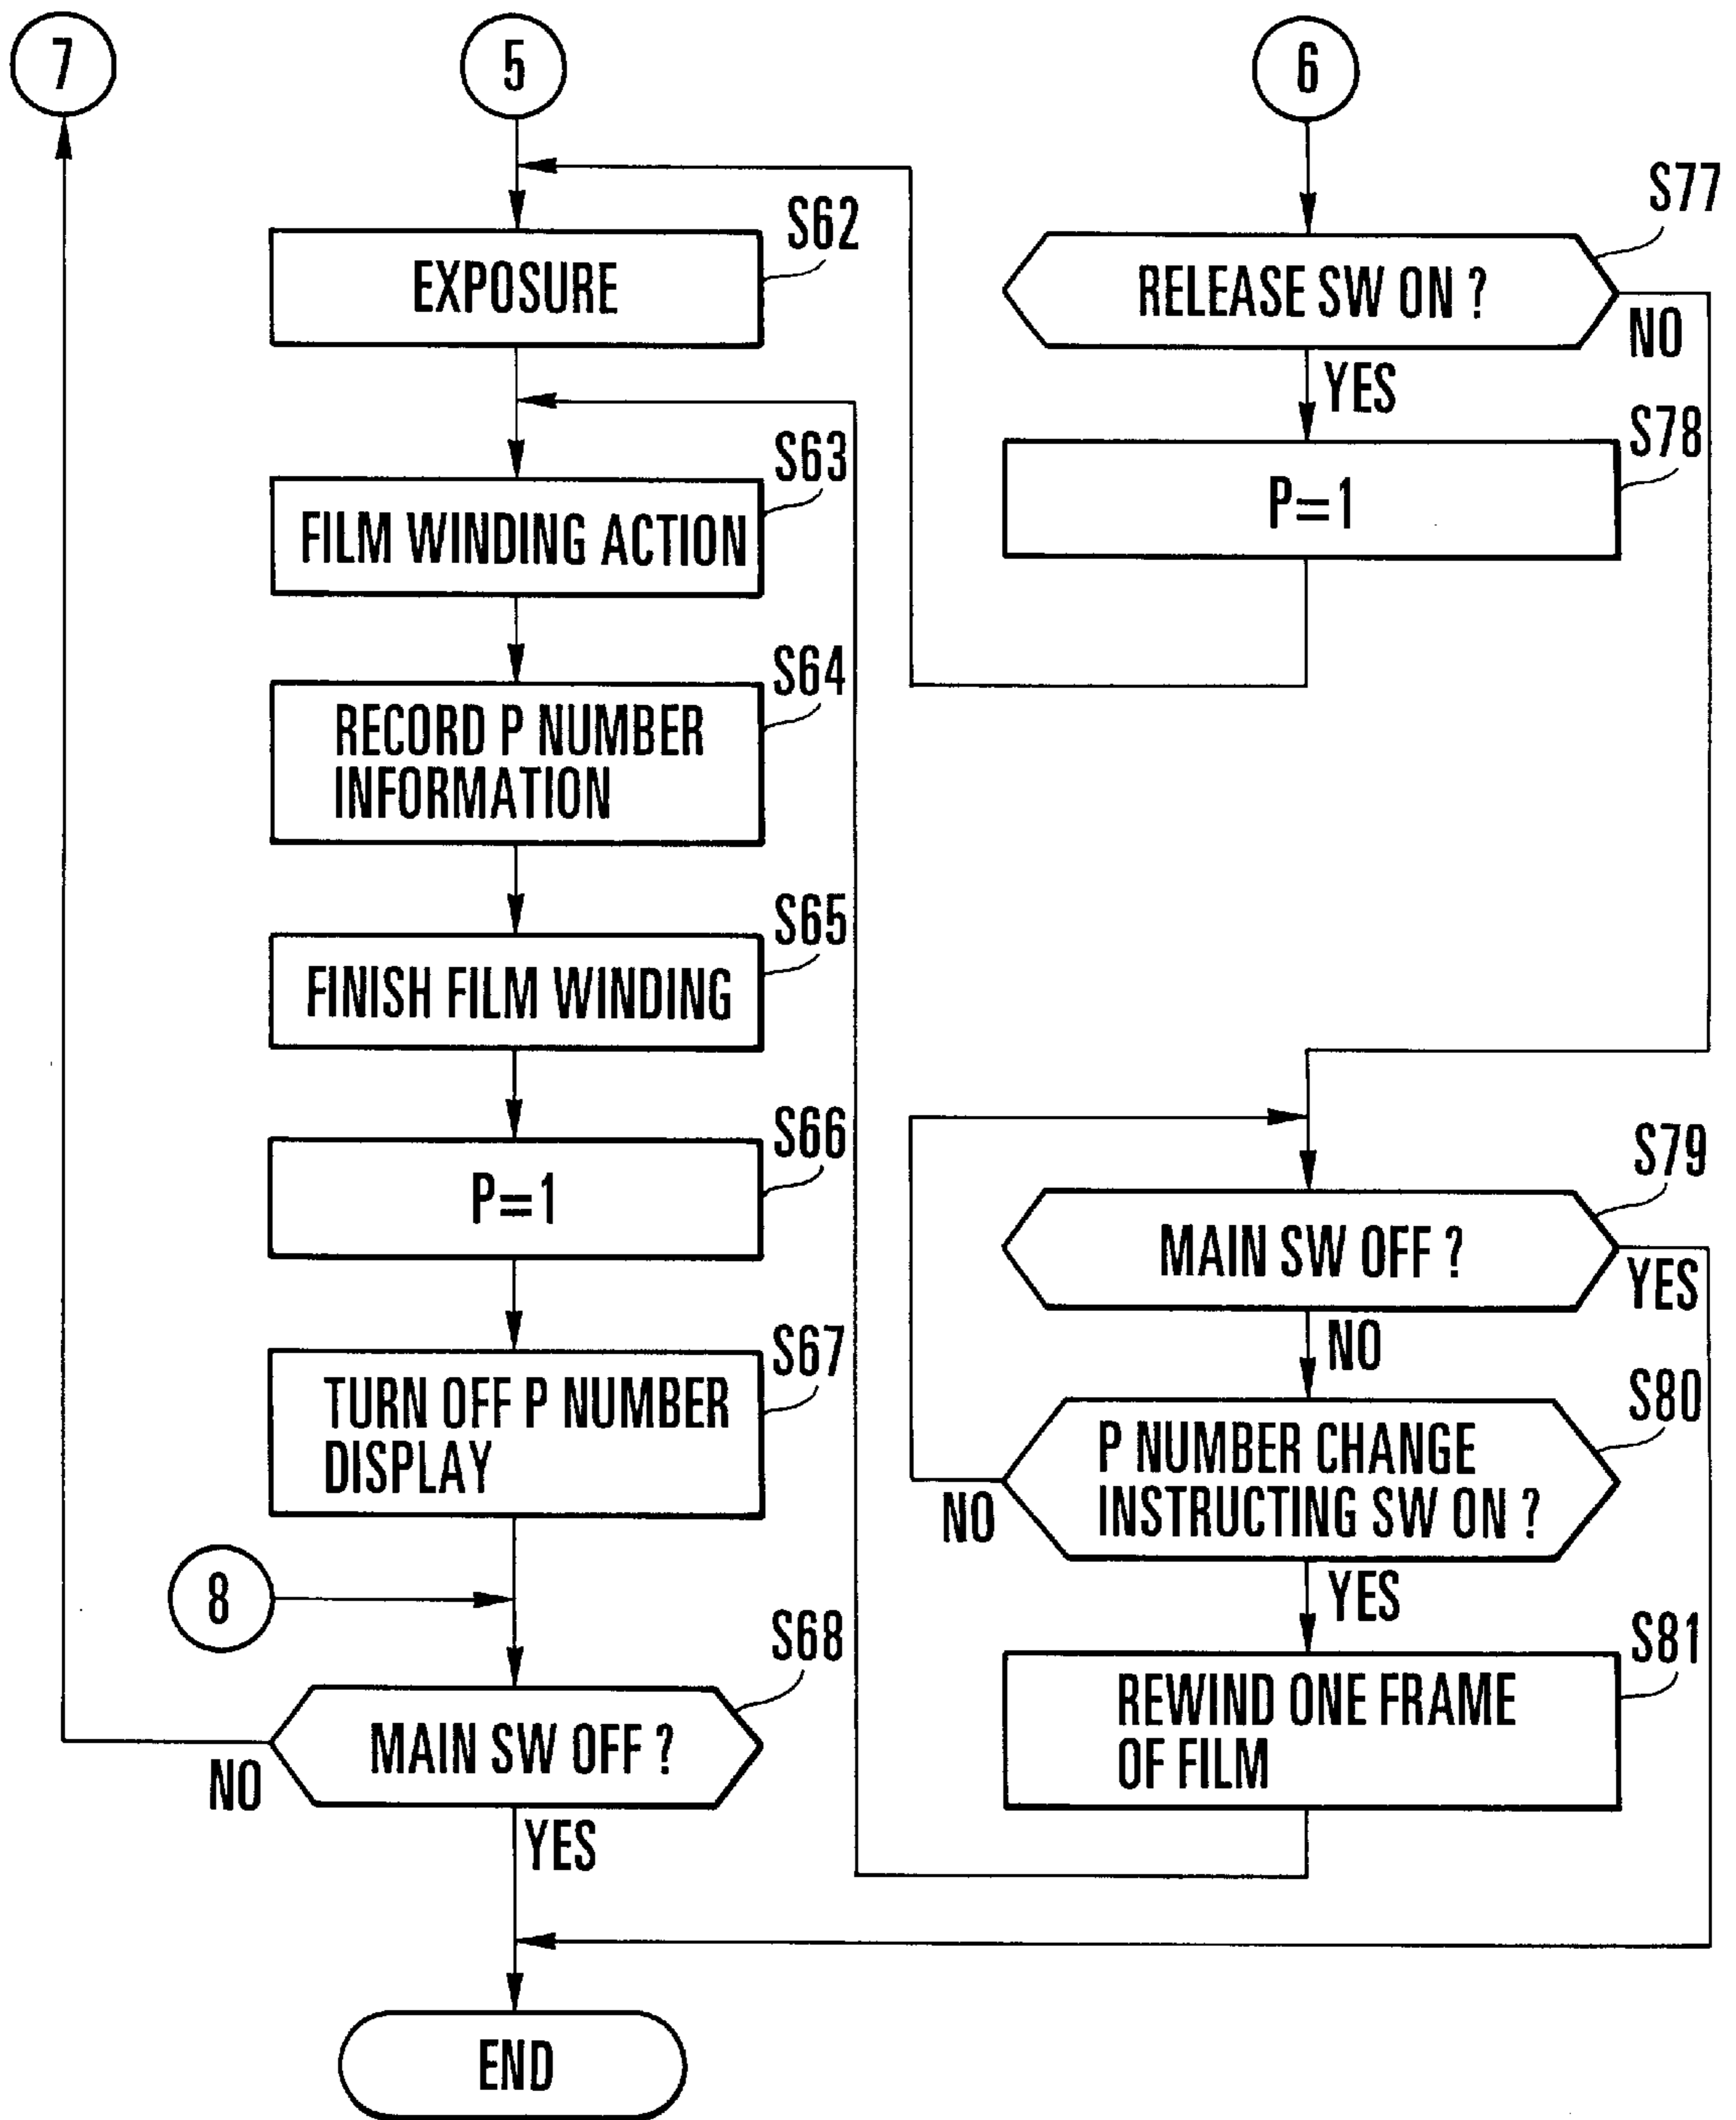 7
5
6
S62
EXPOSURE
S63
FILM WINDING ACTION
S64
RECORD P NUMBER
INFORMATION
S65
FINISH FILM WINDING
S66
P=1
S67
TURN OFF P NUMBER
DISPLAY
8
S68
MAIN SW OFF ?
NO
YES
END
S77
RELEASE SW ON ?
NO
YES
S78
P=1
S79
MAIN SW OFF ?
YES
NO
S80
P NUMBER CHANGE
INSTRUCTING SW ON ?
NO
YES
S81
REWIND ONE FRAME
OF FILM